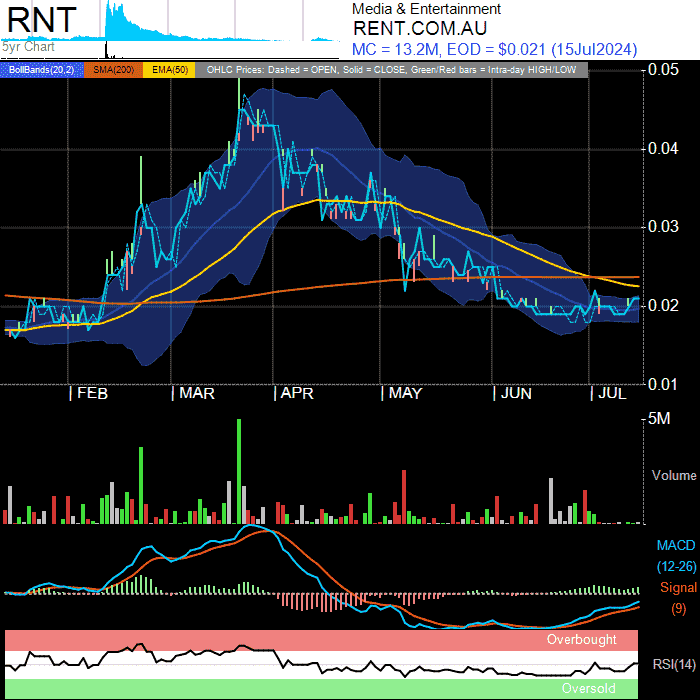 RNT
Media & Entertainment
RENT.COM.AU
5yr Chart
MC = 13.2M, EOD = $0.021 (15Jul2024)
BollBands(20,2) SMA(200) EMA(50) OHLC Prices: Dashed = OPEN, Solid = CLOSE, Green/Red bars = Intra-day HIGH/LOW
0.05
0.04
0.03
0.02
0.01
FEB MAR APR MAY JUN JUL
5M
Volume
MACD
(12-26)
Signal
(9)
Overbought
RSI(14)
Oversold